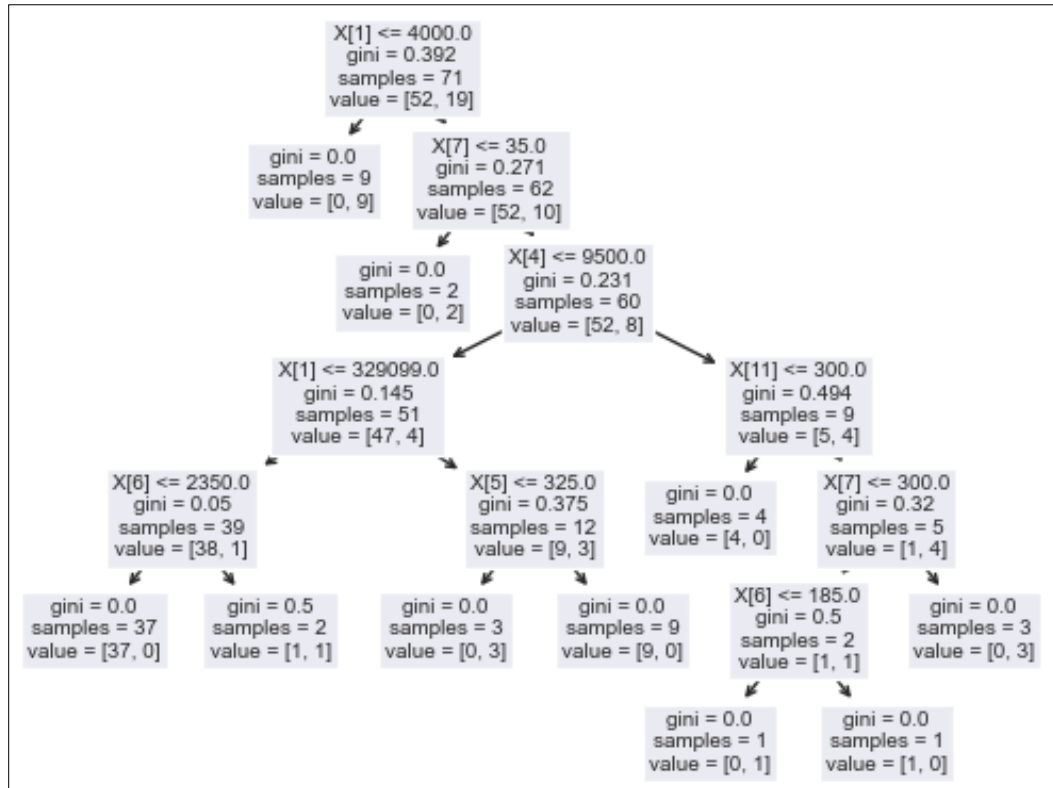 X[1] <= 4000.0
gini = 0.392
samples = 71
value = [52, 19]
gini = 0.0
samples = 9
value = [0, 9]
X[7] <= 35.0
gini = 0.271
samples = 62
value = [52, 10]
gini = 0.0
samples = 2
value = [0, 2]
X[4] <= 9500.0
gini = 0.231
samples = 60
value = [52, 8]
X[1] <= 329099.0
gini = 0.145
samples = 51
value = [47, 4]
X[11] <= 300.0
gini = 0.494
samples = 9
value = [5, 4]
X[6] <= 2350.0
gini = 0.05
samples = 39
value = [38, 1]
X[5] <= 325.0
gini = 0.375
samples = 12
value = [9, 3]
gini = 0.0
samples = 4
value = [4, 0]
X[7] <= 300.0
gini = 0.32
samples = 5
value = [1, 4]
gini = 0.0
samples = 37
value = [37, 0]
gini = 0.5
samples = 2
value = [1, 1]
gini = 0.0
samples = 3
value = [0, 3]
gini = 0.0
samples = 9
value = [9, 0]
X[6] <= 185.0
gini = 0.5
samples = 2
value = [1, 1]
gini = 0.0
samples = 3
value = [0, 3]
gini = 0.0
samples = 1
value = [0, 1]
gini = 0.0
samples = 1
value = [1, 0]